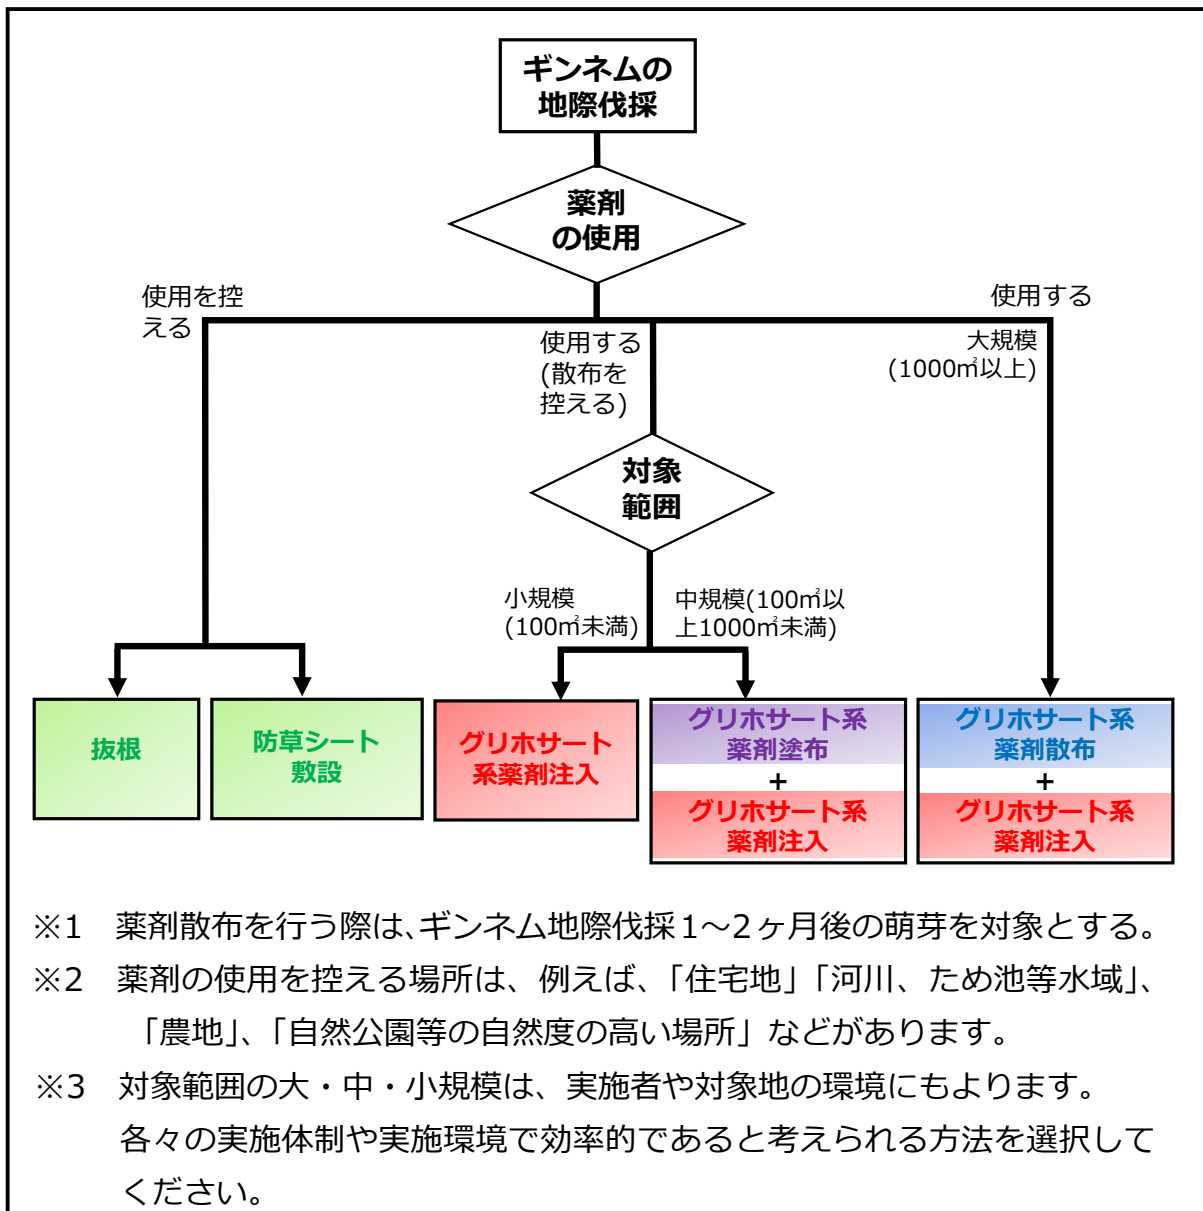 ギンネムの
地際伐採
薬剤
の使用
使用を控
える
使用する
(散布を
控える)
使用する
大規模
(1000㎡以上)
対象
範囲
小規模
(100㎡未満)
中規模(100㎡以
上1000㎡未満)
抜根
防草シート
敷設
グリホサート
系薬剤注入
グリホサート系
薬剤塗布
+
グリホサート系
薬剤注入
グリホサート系
薬剤散布
+
グリホサート系
薬剤注入
※1 薬剤散布を行う際は、ギンネム地際伐採1～2ヶ月後の萌芽を対象とする。
※2 薬剤の使用を控える場所は、例えば、「住宅地」「河川、ため池等水域」、
「農地」、「自然公園等の自然度の高い場所」などがあります。
※3 対象範囲の大・中・小規模は、実施者や対象地の環境にもよります。
各々の実施体制や実施環境で効率的であると考えられる方法を選択して
ください。